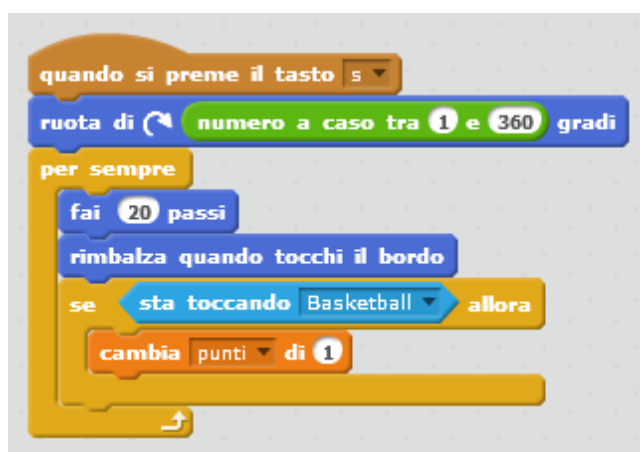 quando si preme il tasto s
ruota di numero a caso tra 1 e 360 gradi
per sempre
fai 20 passi
rimbalza quando tocchi il bordo
se sta toccando Basketball allora
cambia punti di 1